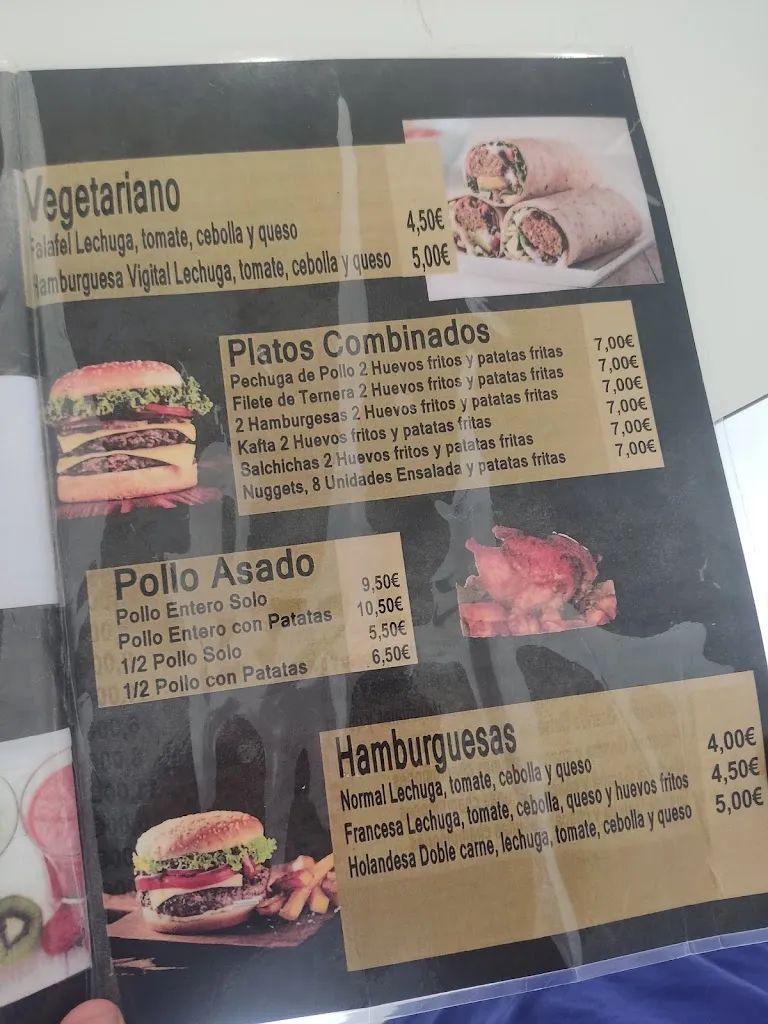 Vegetariano
Falafel Lechuga, tomate, cebolla y queso 4,50€
Hamburguesa Vigital Lechuga, tomate, cebolla y queso 5,00€
Platos Combinados
Pechuga de Pollo 2 Huevos fritos y patatas fritas 7,00€
Filete de Ternera 2 Huevos fritos y patatas fritas 7,00€
2 Hamburgesas 2 Huevos fritos y patatas fritas 7,00€
Kafta 2 Huevos fritos y patatas fritas 7,00€
Salchichas 2 Huevos fritos y patatas fritas 7,00€
Nuggets, 8 Unidades Ensalada y patatas fritas 7,00€
Pollo Asado
Pollo Entero Solo 9,50€
Pollo Entero con Patatas 10,50€
1/2 Pollo Solo 5,50€
1/2 Pollo con Patatas 6,50€
Hamburguesas
Normal Lechuga, tomate, cebolla y queso 4,00€
Francesa Lechuga, tomate, cebolla, queso y huevos fritos 4,50€
Holandesa Doble carne, lechuga, tomate, cebolla y queso 5,00€